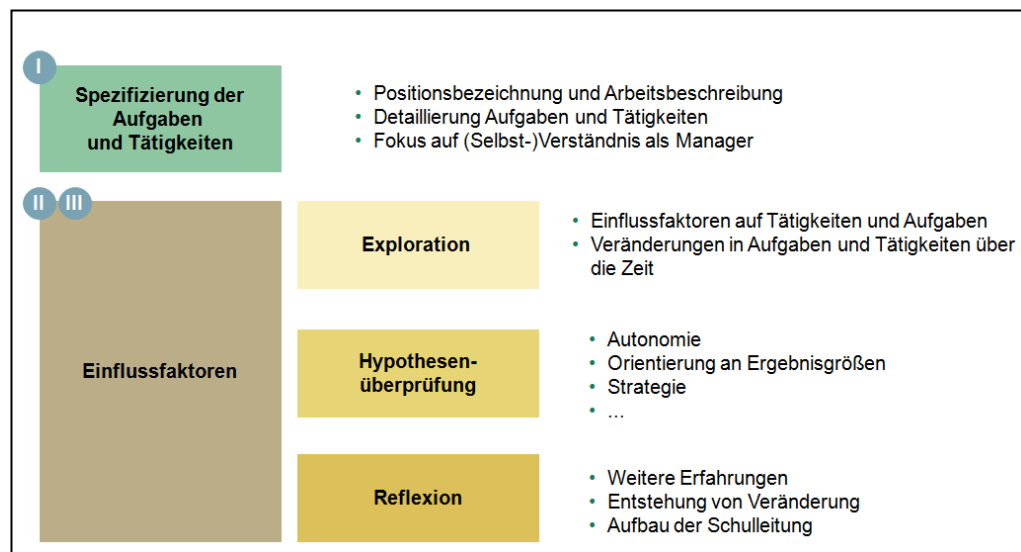 I
Spezifizierung der
Aufgaben
und Tätigkeiten
• Positionsbezeichnung und Arbeitsbeschreibung
• Detaillierung Aufgaben und Tätigkeiten
• Fokus auf (Selbst-)Verständnis als Manager
II III
Einflussfaktoren
Exploration
• Einflussfaktoren auf Tätigkeiten und Aufgaben
• Veränderungen in Aufgaben und Tätigkeiten über
die Zeit
Hypothesen-
überprüfung
• Autonomie
• Orientierung an Ergebnisgrößen
• Strategie
• ...
Reflexion
• Weitere Erfahrungen
• Entstehung von Veränderung
• Aufbau der Schulleitung